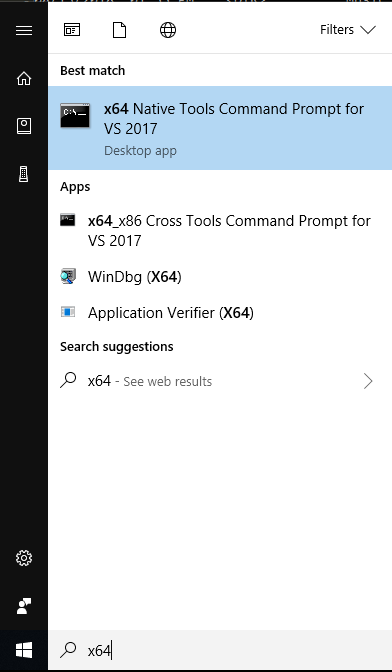 Filters
Best match
x64 Native Tools Command Prompt for
VS 2017
Desktop app
Apps
x64_x86 Cross Tools Command Prompt for
VS 2017
WinDbg (X64)
Application Verifier (X64)
Search suggestions
x64 - See web results
x64